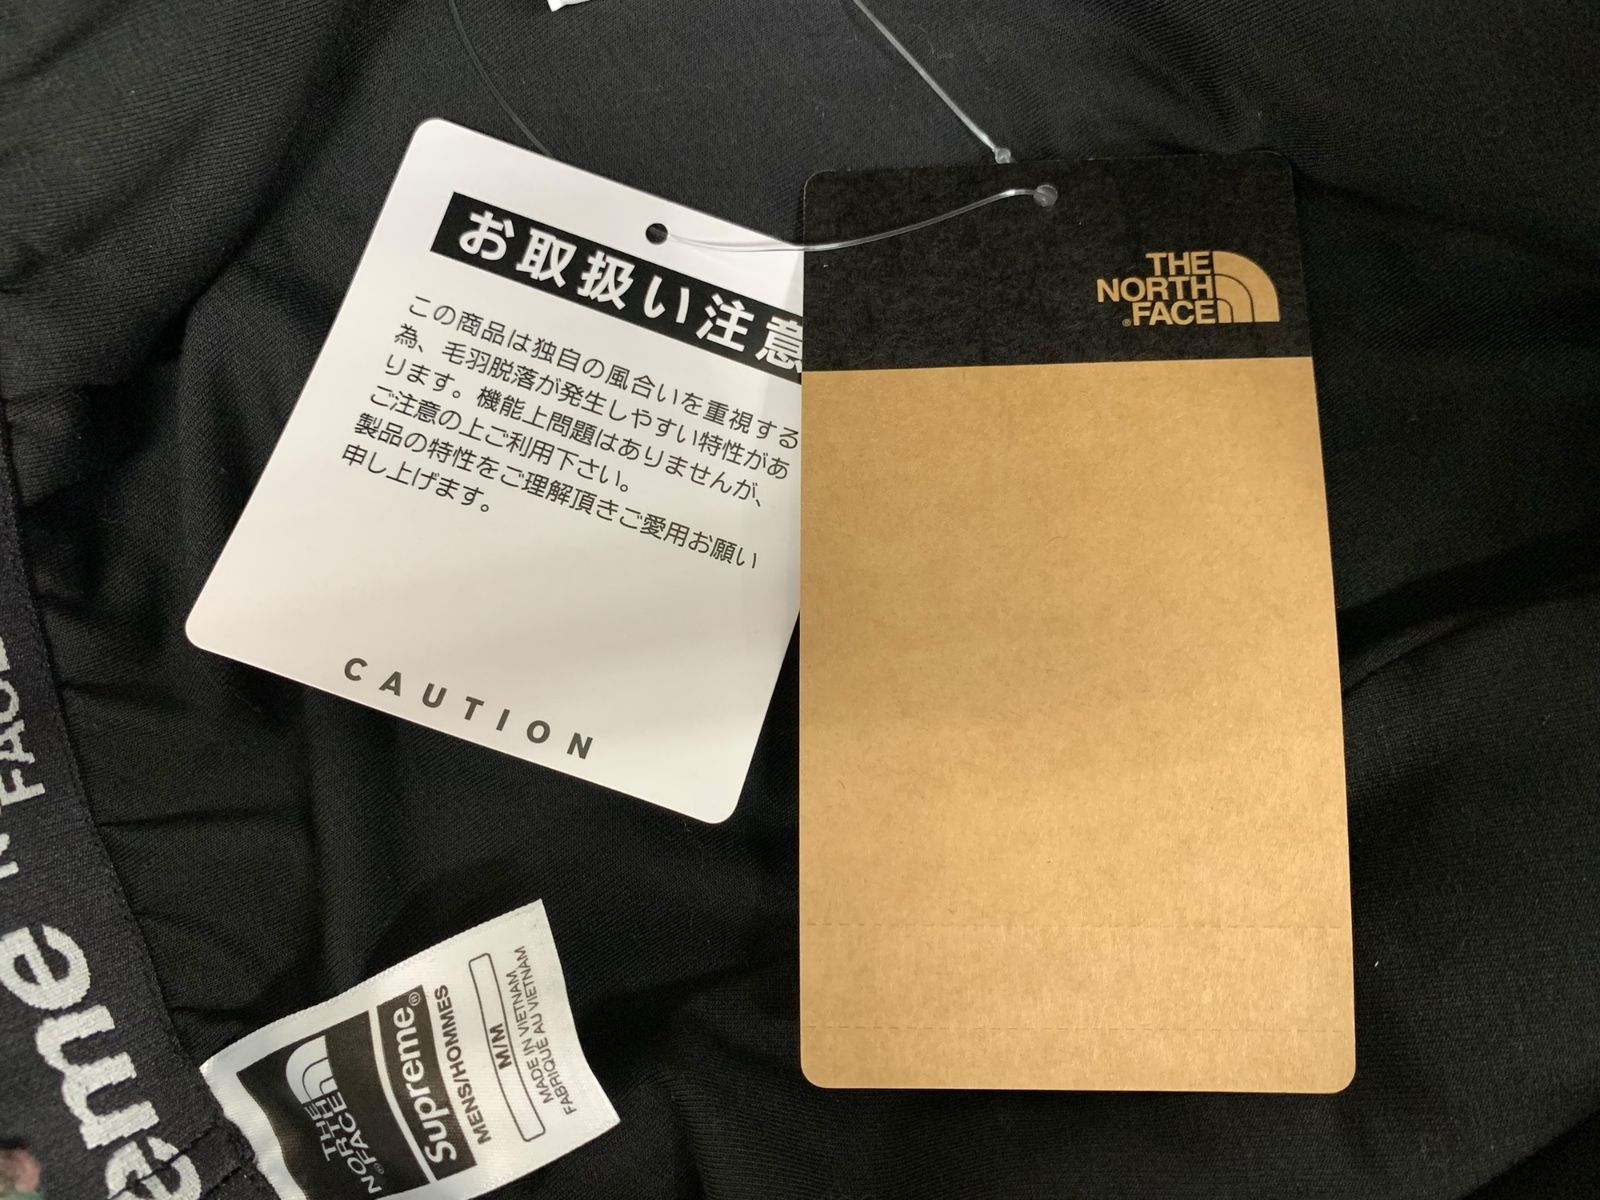 お取扱い注意
この商品は独自の風合いを重視する
為、毛羽脱落が発生しやすい特性があ
ります。機能上問題はありませんが、
ご注意の上ご利用下さい。
製品の特性をご理解頂きご愛用お願い
申し上げます。
CAUTION
THE
NORTH
FACE
THE
NORTH
FACE
Supreme®
MENS/HOMMES
M/M
MADE IN VIETNAM
FABRIQUÉ AU VIETNAM
FACE
eme